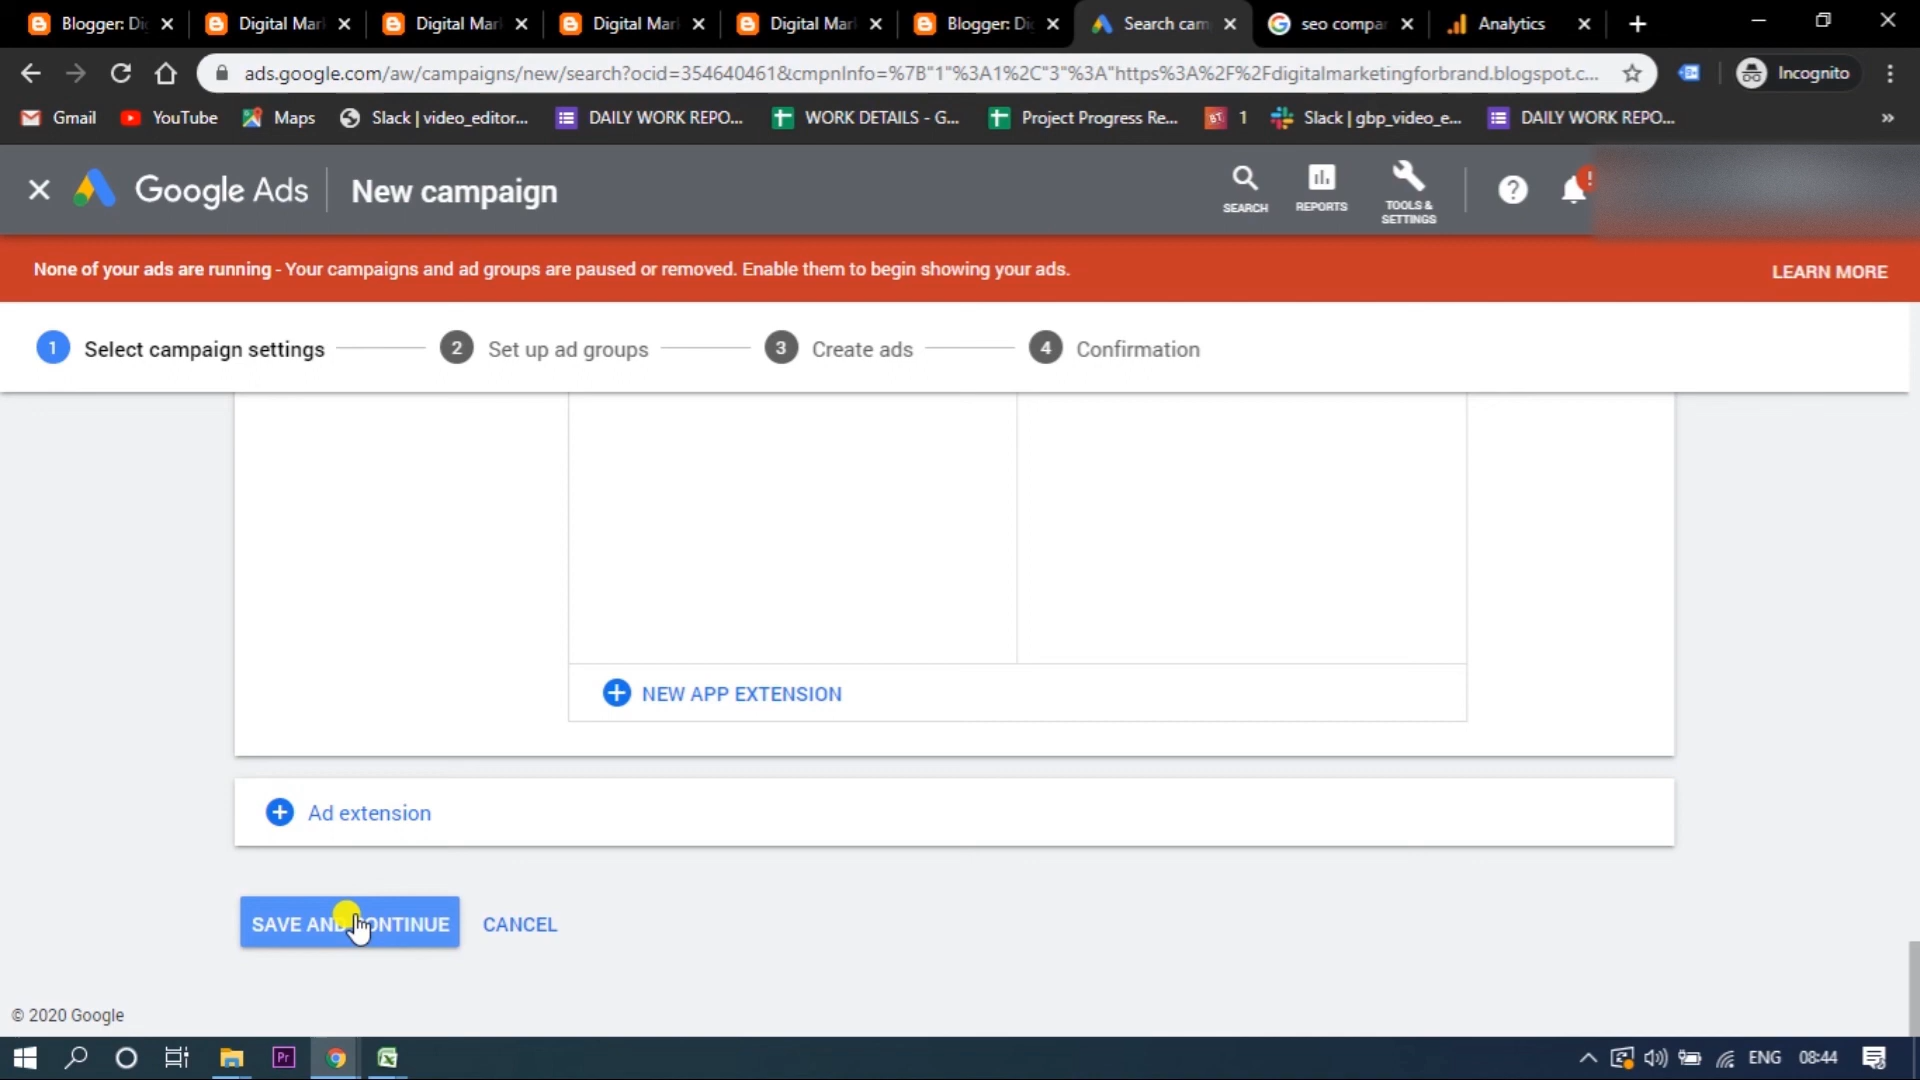 Blogger: Di
Digital Mar
Digital Mar
Digital Mar
Digital Mar
Blogger: Di
Search cam
seo compa
Analytics
ads.google.com/aw/campaigns/new/search?ocid=354640461&cmpnInfo=%7B"1"%3A1%2C"3"%3A"https%3A%2F%2Fdigitalmarketingforbrand.blogspot.c...
Incognito
Gmail
YouTube
Maps
Slack | video_editor...
DAILY WORK REPO...
WORK DETAILS - G...
Project Progress Re...
1
Slack | gbp_video_e...
DAILY WORK REPO...
»
Google Ads
New campaign
SEARCH
REPORTS
TOOLS &
SETTINGS
None of your ads are running - Your campaigns and ad groups are paused or removed. Enable them to begin showing your ads.
LEARN MORE
1 Select campaign settings
2 Set up ad groups
3 Create ads
4 Confirmation
NEW APP EXTENSION
Ad extension
SAVE AND CONTINUE
CANCEL
© 2020 Google
Pr
ENG
08:44